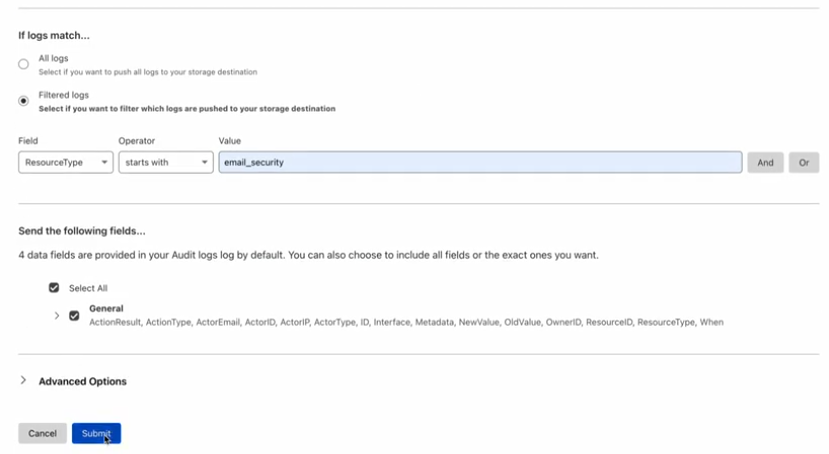 If logs match...
All logs
Select if you want to push all logs to your storage destination
Filtered logs
Select if you want to filter which logs are pushed to your storage destination
Field Operator Value
ResourceType starts with email_security And Or
Send the following fields...
4 data fields are provided in your Audit logs log by default. You can also choose to include all fields or the exact ones you want.
Select All
General
ActionResult, ActionType, ActorEmail, ActorID, ActorIP, ActorType, ID, Interface, Metadata, NewValue, OldValue, OwnerID, ResourceID, ResourceType, When
Advanced Options
Cancel Submit